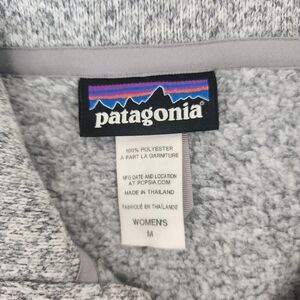 patagonia®
100% POLYESTER
A PART LA GARNITURE
MFG DATE AND LOCATION
AT PCPSIA.COM
MADE IN THAILAND
FABRIQUÉ EN THAÏLANDE
WOMEN'S
M